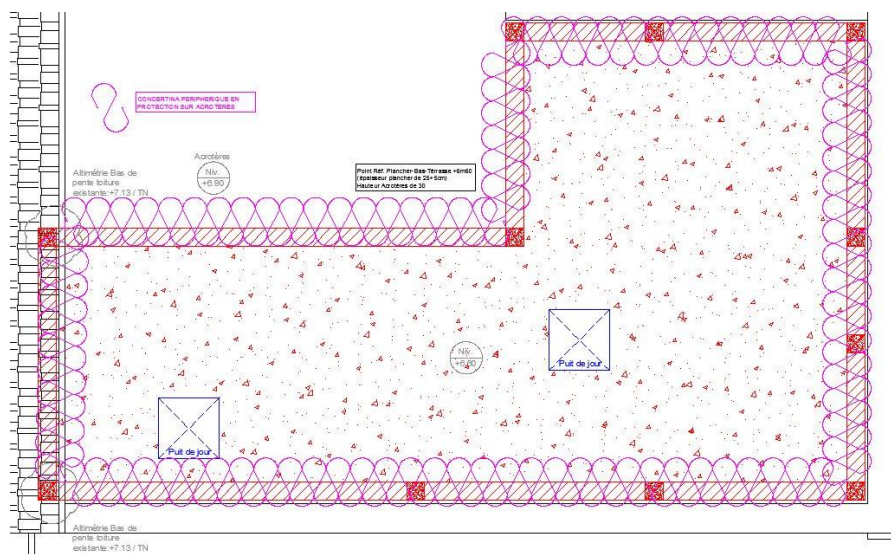 CONCERTINA PERIPHERIQUE EN
PROTECTION SUR ACROTERES
Acrotères
Niv.
+6.90
Altimétrie Bas de
pente toiture
existante:+7.13 / TN
Point Réf. Plancher-Bas-Terrasse +6m60
(épaisseur plancher de 25+5cm)
Hauteur Acrotères de 30
Puit de jour
Niv.
+6.60
Puit de jour
Altimétrie Bas de
pente toiture
existante:+7.13 / TN